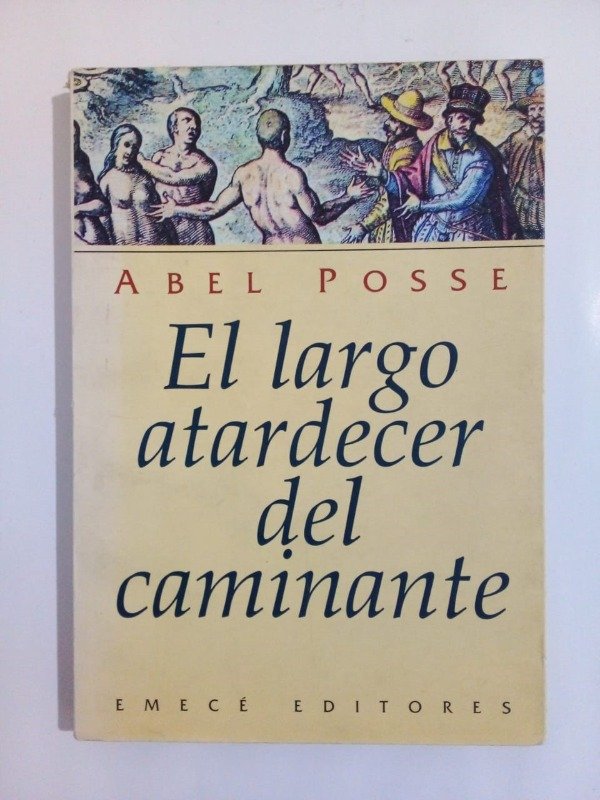 ABEL POSSE
El largo
atardecer
del
caminante
EMECÉ EDITORES